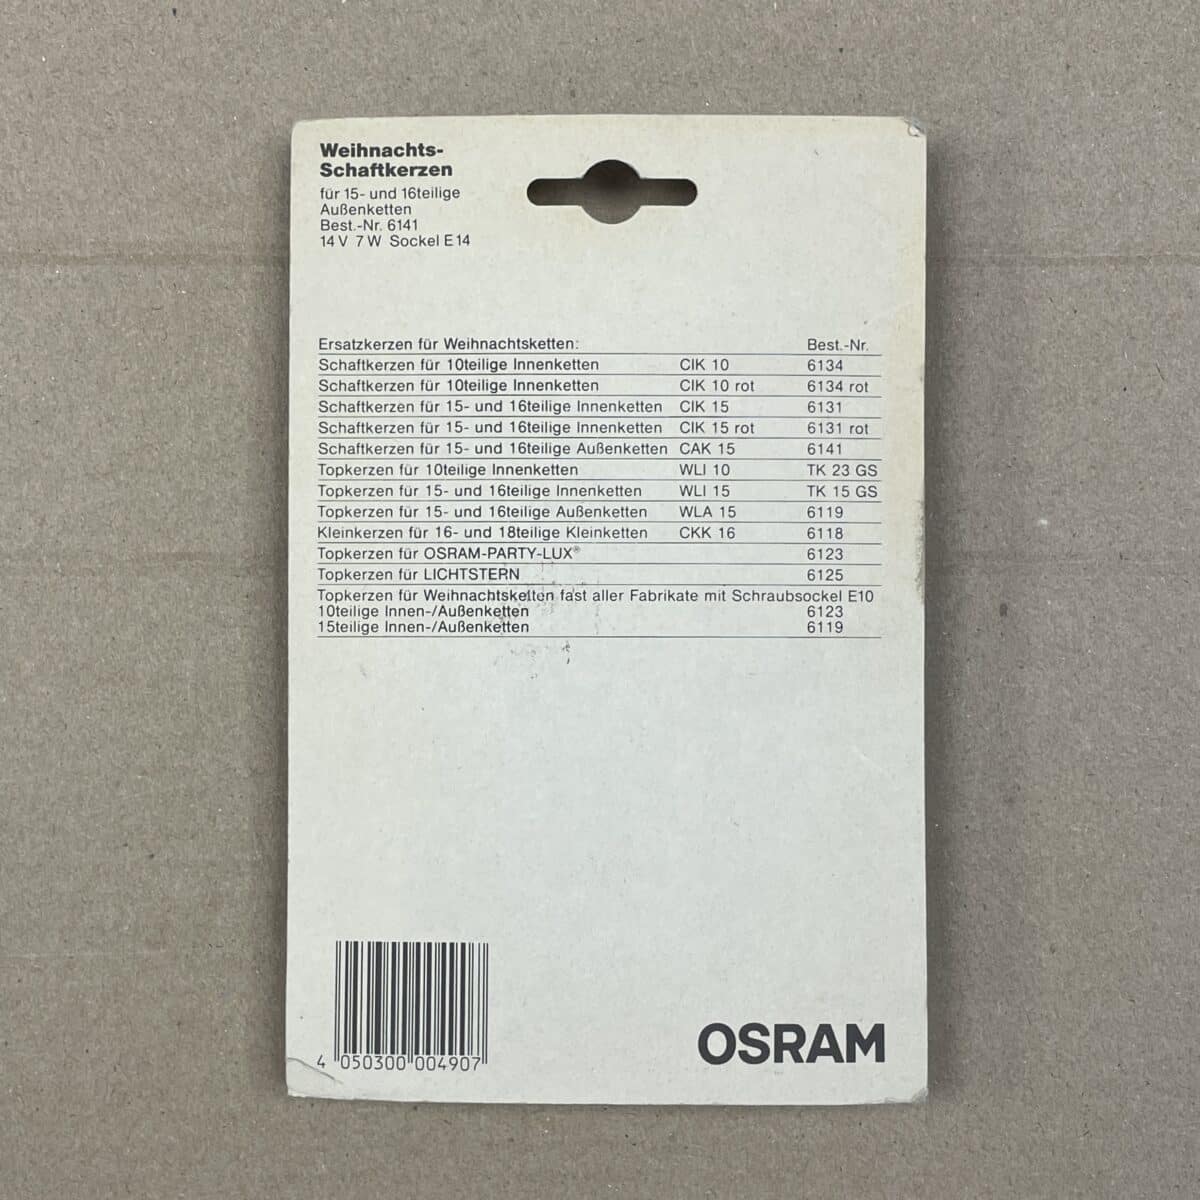 Weihnachts-
Schaftkerzen
für 15- und 16teilige
Außenketten
Best.-Nr. 6141
14 V 7 W Sockel E 14
Ersatzkerzen für Weihnachtsketten: Best.-Nr.
Schaftkerzen für 10teilige Innenketten CIK 10 6134
Schaftkerzen für 10teilige Innenketten CIK 10 rot 6134 rot
Schaftkerzen für 15- und 16teilige Innenketten CIK 15 6131
Schaftkerzen für 15- und 16teilige Innenketten CIK 15 rot 6131 rot
Schaftkerzen für 15- und 16teilige Außenketten CAK 15 6141
Topkerzen für 10teilige Innenketten WLI 10 TK 23 GS
Topkerzen für 15- und 16teilige Innenketten WLI 15 TK 15 GS
Topkerzen für 15- und 16teilige Außenketten WLA 15 6119
Kleinkerzen für 16- und 18teilige Kleinketten CKK 16 6118
Topkerzen für OSRAM-PARTY-LUX® 6123
Topkerzen für LICHTSTERN 6125
Topkerzen für Weihnachtsketten fast aller Fabrikate mit Schraubsockel E10
10teilige Innen-/Außenketten 6123
15teilige Innen-/Außenketten 6119
4 050300 004907
OSRAM